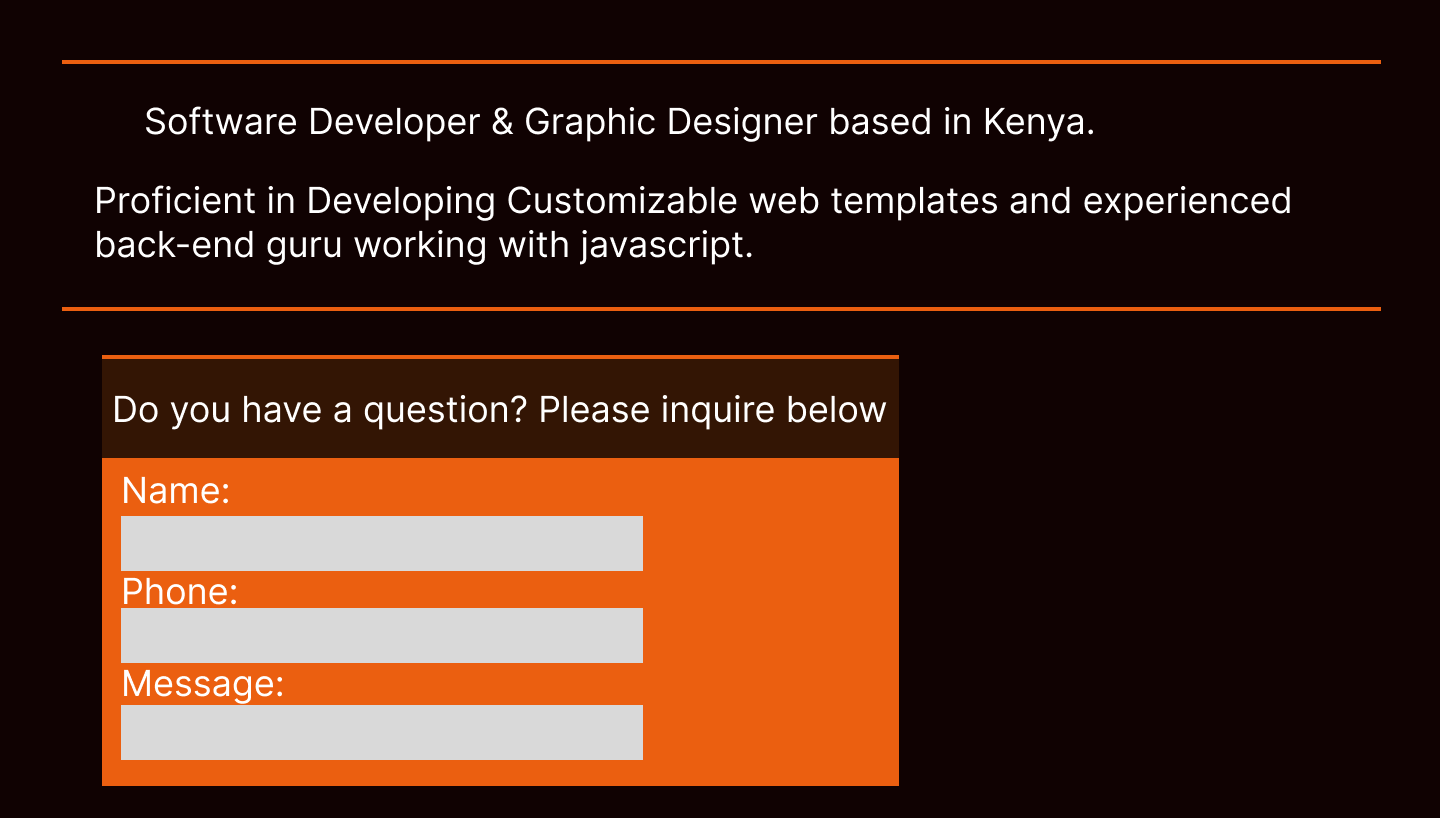 Software Developer & Graphic Designer based in Kenya.
Proficient in Developing Customizable web templates and experienced
back-end guru working with javascript.
Do you have a question? Please inquire below
Name:
Phone:
Message: